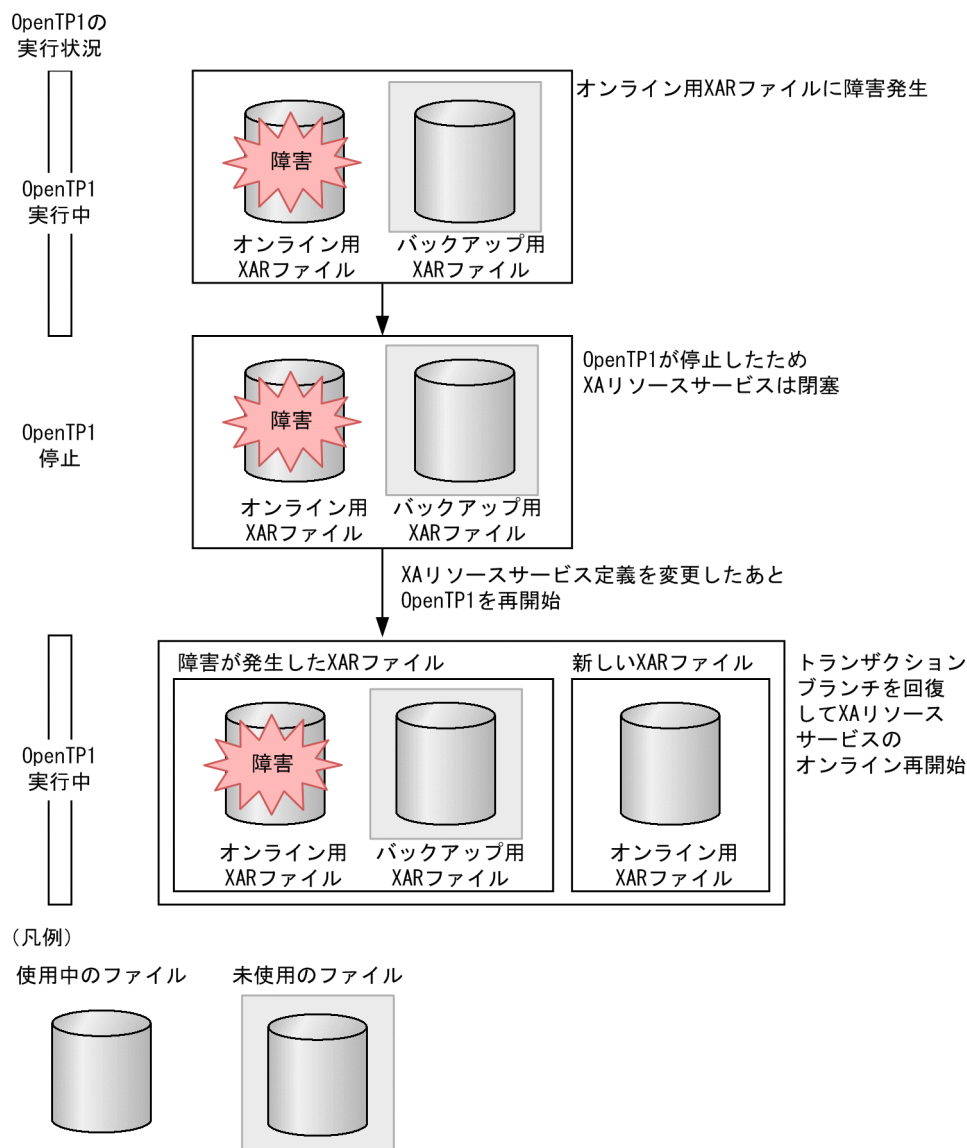 OpenTP1の
実行状況
オンライン用XARファイルに障害発生
障害
OpenTP1
実行中
オンライン用
XARファイル
バックアップ用
XARファイル
OpenTP1が停止したため
XAリソースサービスは閉塞
障害
OpenTP1
停止
オンライン用
XARファイル
バックアップ用
XARファイル
XAリソースサービス定義を変更したあと
OpenTP1を再開始
障害が発生したXARファイル
新しいXARファイル
トランザクション
ブランチを回復
してXAリソース
サービスの
オンライン再開始
障害
OpenTP1
実行中
オンライン用
XARファイル
バックアップ用
XARファイル
オンライン用
XARファイル
(凡例)
使用中のファイル
未使用のファイル